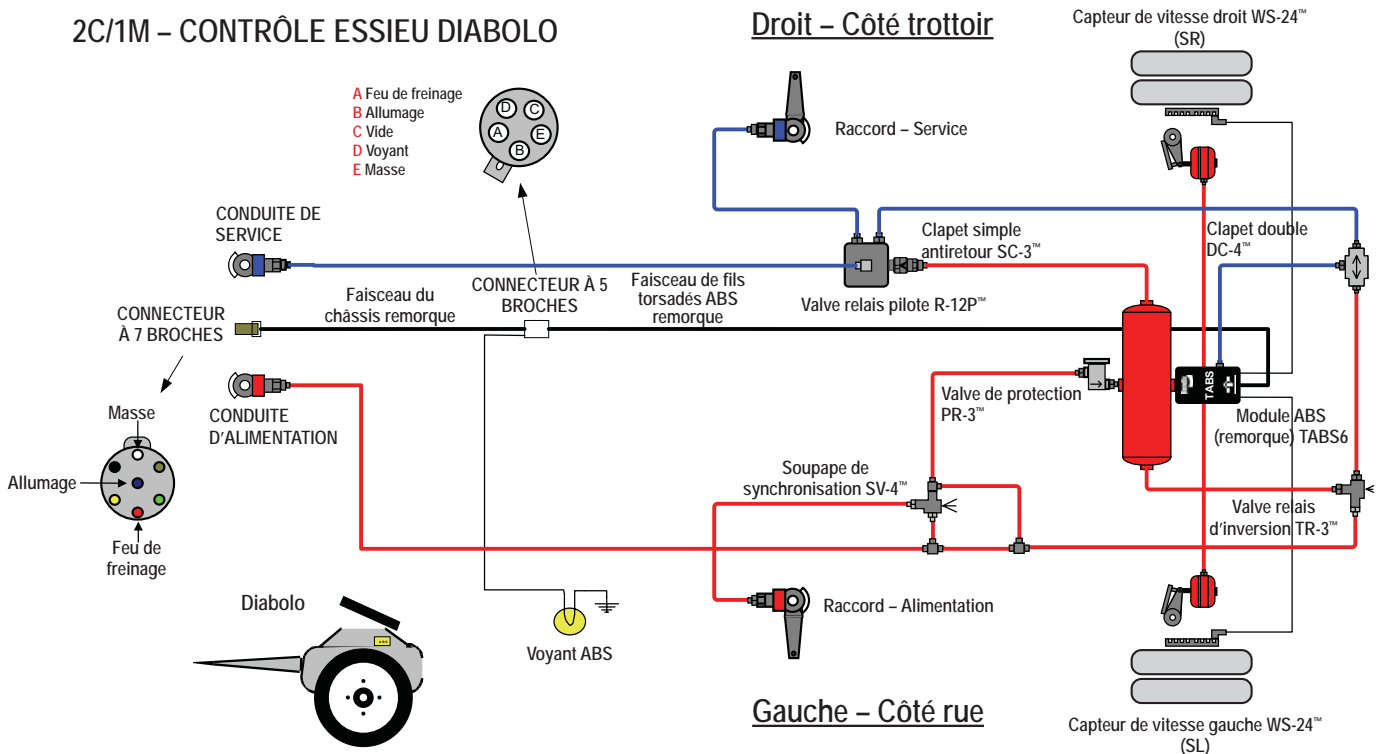 2C/1M – CONTRÔLE ESSIEU DIABOLO
Droit – Côté trottoir
Capteur de vitesse droit WS-24™
(SR)
A Feu de freinage
B Allumage
C Vide
D Voyant
E Masse
D
C
A
E
B
Raccord – Service
CONDUITE DE
SERVICE
Clapet simple
antiretour SC-3™
Clapet double
DC-4™
CONNECTEUR
À 7 BROCHES
Faisceau du
châssis remorque
CONNECTEUR À 5
BROCHES
Faisceau de fils
torsadés ABS
remorque
Valve relais pilote R-12P™
Masse
CONDUITE
D'ALIMENTATION
Valve de protection
PR-3™
TABS
Module ABS
(remorque) TABS6
Allumage
Soupape de
synchronisation SV-4™
Valve relais
d'inversion TR-3™
Feu de
freinage
Diabolo
ABS
Voyant ABS
Raccord – Alimentation
Gauche – Côté rue
Capteur de vitesse gauche WS-24™
(SL)